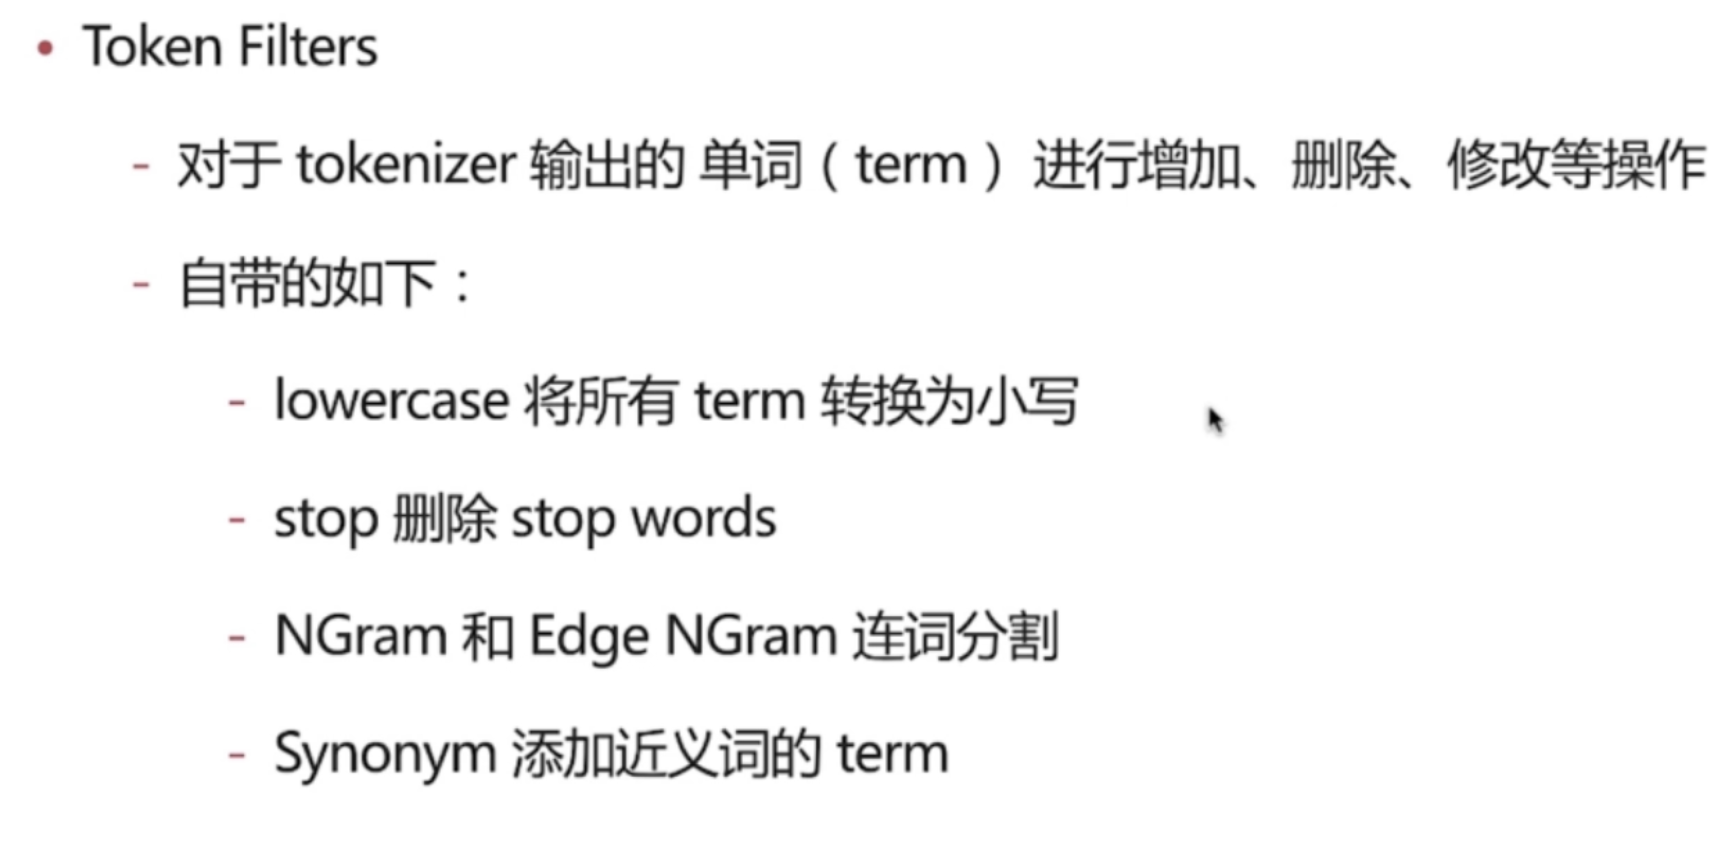 • Token Filters
- 对于 tokenizer 输出的 单词（term）进行增加、删除、修改等操作
- 自带的如下：
- lowercase 将所有 term 转换为小写
- stop 删除 stop words
- NGram 和 Edge NGram 连词分割
- Synonym 添加近义词的 term